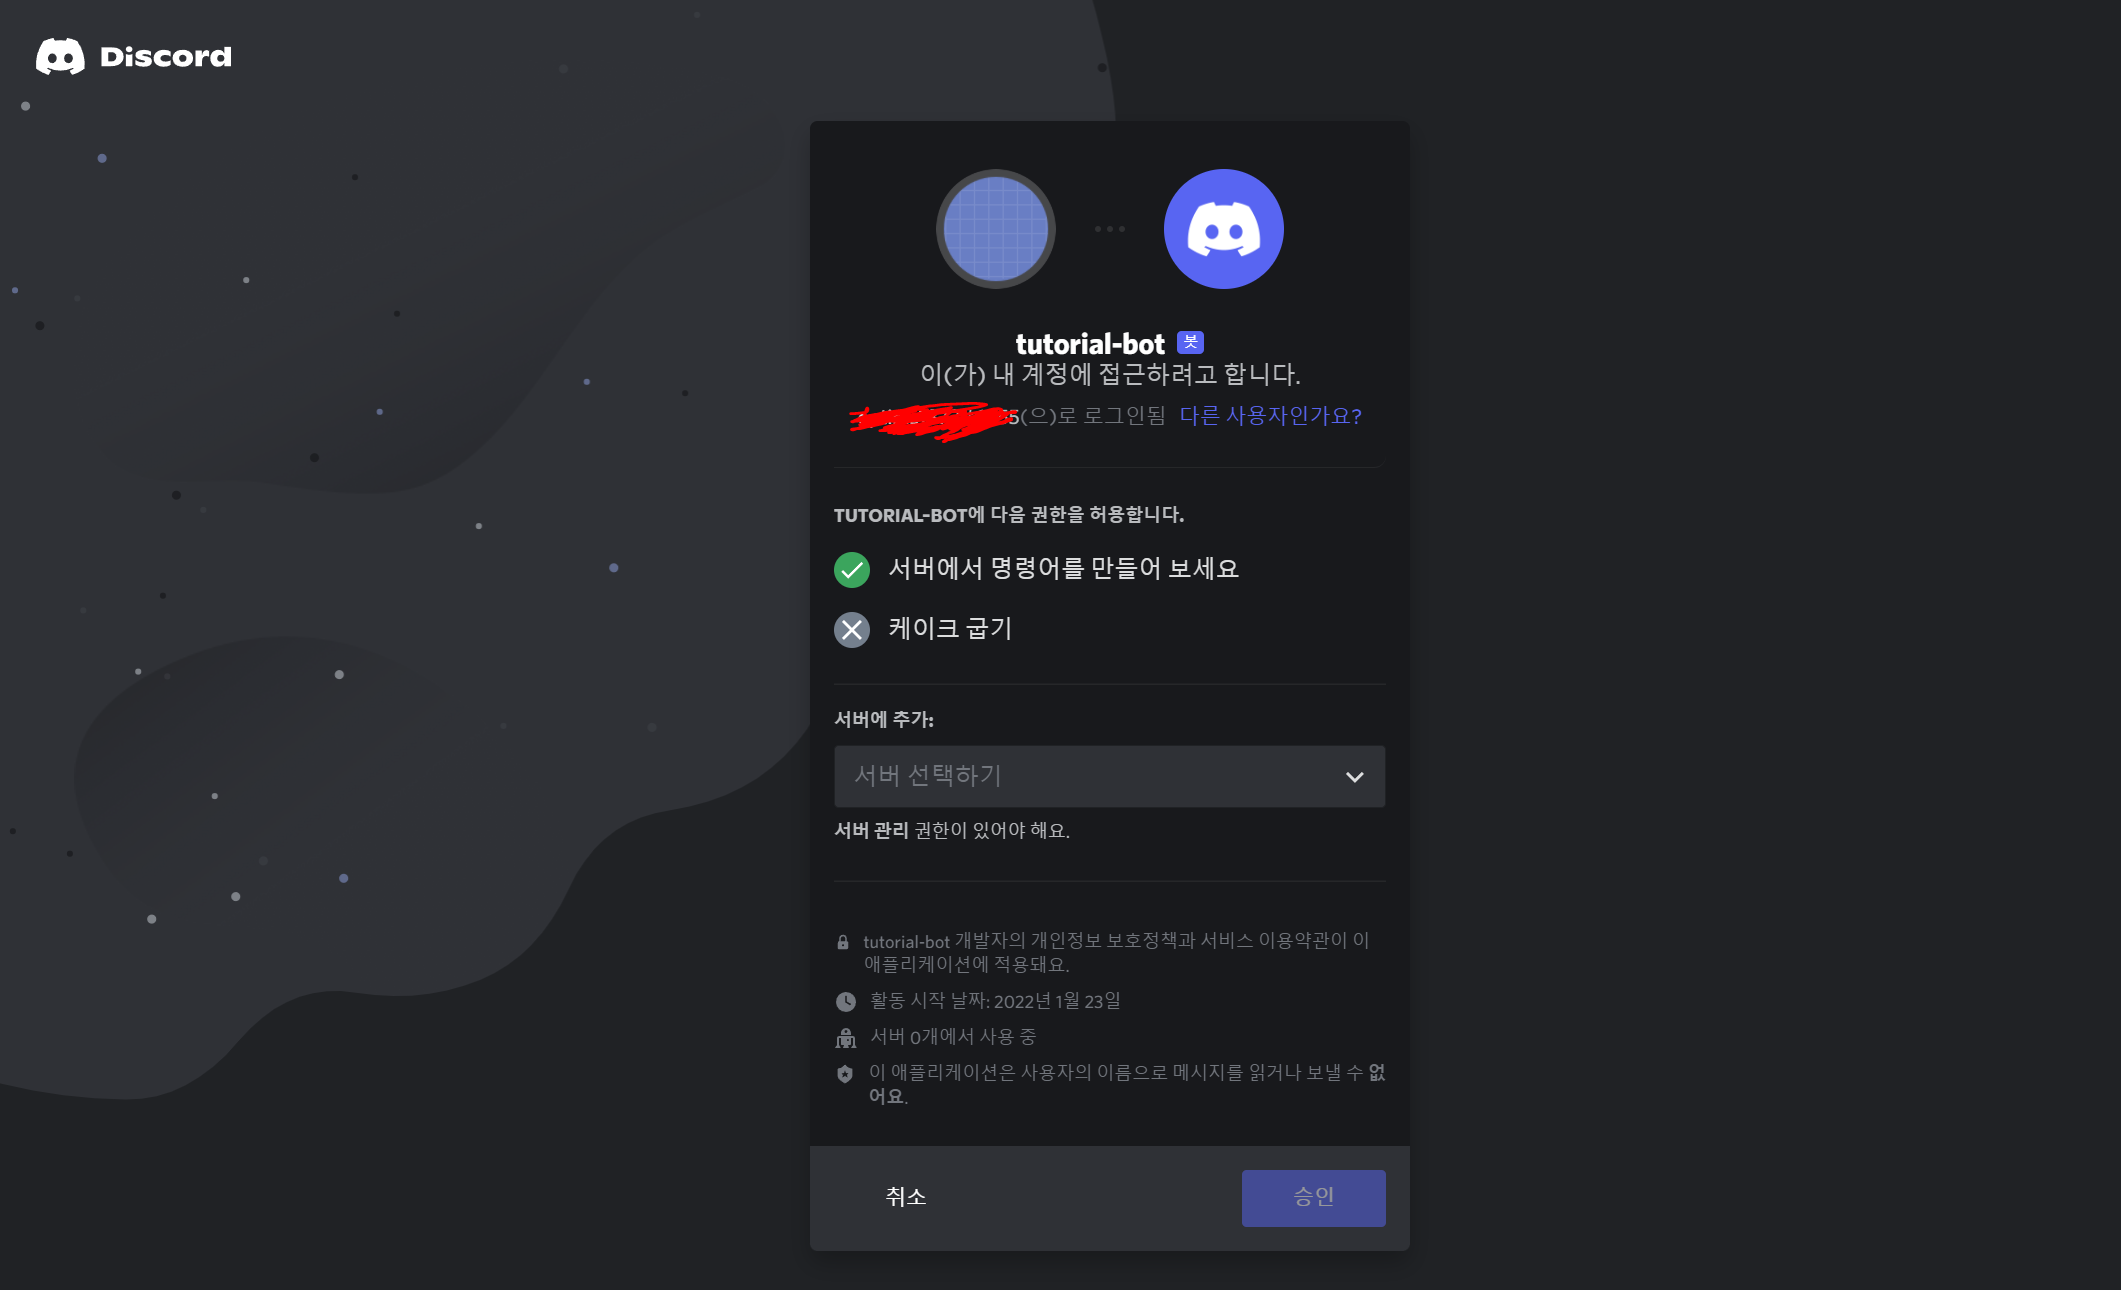 Discord
tutorial-bot 봇
이(가) 내 계정에 접근하려고 합니다.
5(으)로 로그인됨 다른 사용자인가요?
TUTORIAL-BOT에 다음 권한을 허용합니다.
서버에서 명령어를 만들어 보세요
케이크 굽기
서버에 추가:
서버 선택하기
서버 관리 권한이 있어야 해요.
tutorial-bot 개발자의 개인정보 보호정책과 서비스 이용약관이 이
애플리케이션에 적용돼요.
활동 시작 날짜: 2022년 1월 23일
서버 0개에서 사용 중
이 애플리케이션은 사용자의 이름으로 메시지를 읽거나 보낼 수 없
어요.
취소
승인